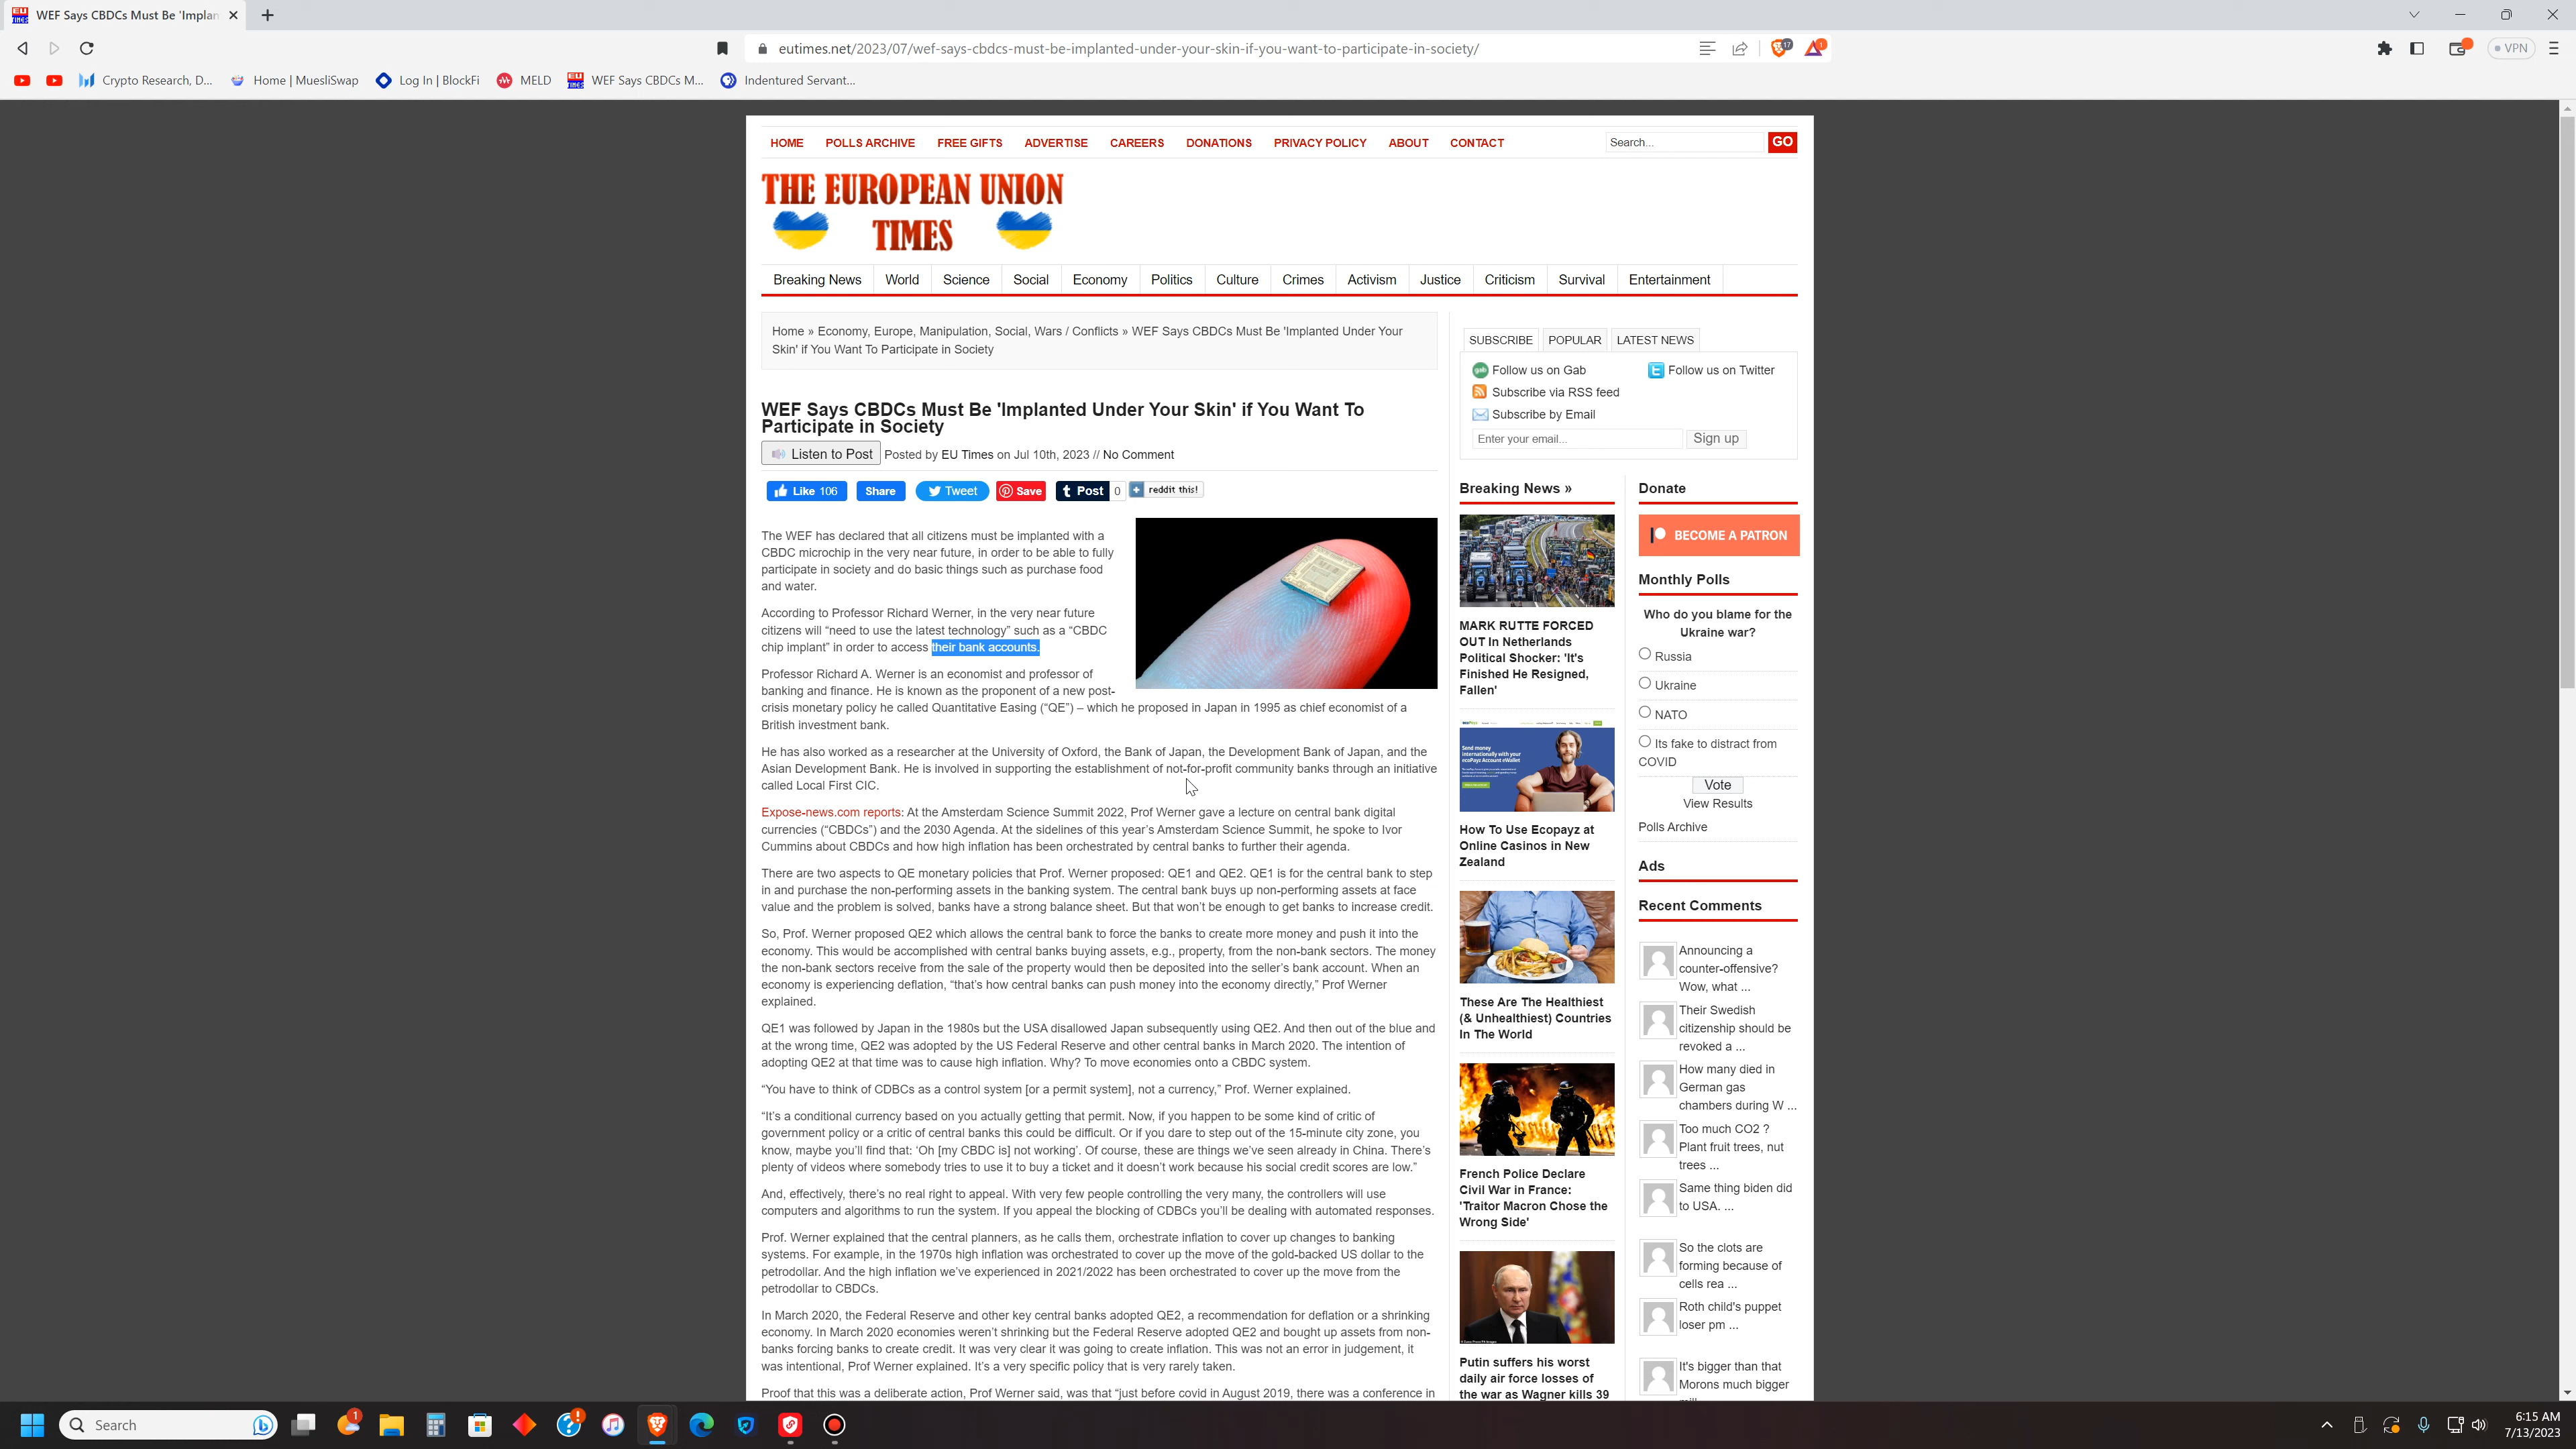 WEF Says CBDCs Must Be 'Implan
eutimes.net/2023/07/wef-says-cbdcs-must-be-implanted-under-your-skin-if-you-want-to-participate-in-society/
17
1
VPN
Crypto Research, D...
Home | MuesliSwap
Log In | BlockFi
MELD
WEF Says CBDCs M...
Indentured Servant...
HOME POLLS ARCHIVE FREE GIFTS ADVERTISE CAREERS DONATIONS PRIVACY POLICY ABOUT CONTACT
Search...
GO
THE EUROPEAN UNION
TIMES
Breaking News World Science Social Economy Politics Culture Crimes Activism Justice Criticism Survival Entertainment
Home » Economy, Europe, Manipulation, Social, Wars / Conflicts » WEF Says CBDCs Must Be 'Implanted Under Your
Skin' if You Want To Participate in Society
WEF Says CBDCs Must Be 'Implanted Under Your Skin' if You Want To
Participate in Society
Listen to Post
Posted by EU Times on Jul 10th, 2023 // No Comment
Like 106
Share
Tweet
Save
Post
0
reddit this!
The WEF has declared that all citizens must be implanted with a
CBDC microchip in the very near future, in order to be able to fully
participate in society and do basic things such as purchase food
and water.
According to Professor Richard Werner, in the very near future
citizens will “need to use the latest technology” such as a “CBDC
chip implant” in order to access their bank accounts.
Professor Richard A. Werner is an economist and professor of
banking and finance. He is known as the proponent of a new post-
crisis monetary policy he called Quantitative Easing (“QE”) – which he proposed in Japan in 1995 as chief economist of a
British investment bank.
He has also worked as a researcher at the University of Oxford, the Bank of Japan, the Development Bank of Japan, and the
Asian Development Bank. He is involved in supporting the establishment of not-for-profit community banks through an initiative
called Local First CIC.
Expose-news.com reports: At the Amsterdam Science Summit 2022, Prof Werner gave a lecture on central bank digital
currencies (“CBDCs”) and the 2030 Agenda. At the sidelines of this year’s Amsterdam Science Summit, he spoke to Ivor
Cummins about CBDCs and how high inflation has been orchestrated by central banks to further their agenda.
There are two aspects to QE monetary policies that Prof. Werner proposed: QE1 and QE2. QE1 is for the central bank to step
in and purchase the non-performing assets in the banking system. The central bank buys up non-performing assets at face
value and the problem is solved, banks have a strong balance sheet. But that won’t be enough to get banks to increase credit.
So, Prof. Werner proposed QE2 which allows the central bank to force the banks to create more money and push it into the
economy. This would be accomplished with central banks buying assets, e.g., property, from the non-bank sectors. The money
the non-bank sectors receive from the sale of the property would then be deposited into the seller’s bank account. When an
economy is experiencing deflation, “that’s how central banks can push money into the economy directly,” Prof Werner
explained.
QE1 was followed by Japan in the 1980s but the USA disallowed Japan subsequently using QE2. And then out of the blue and
at the wrong time, QE2 was adopted by the US Federal Reserve and other central banks in March 2020. The intention of
adopting QE2 at that time was to cause high inflation. Why? To move economies onto a CBDC system.
“You have to think of CDBCs as a control system [or a permit system], not a currency,” Prof. Werner explained.
“It’s a conditional currency based on you actually getting that permit. Now, if you happen to be some kind of critic of
government policy or a critic of central banks this could be difficult. Or if you dare to step out of the 15-minute city zone, you
know, maybe you’ll find that: ‘Oh [my CBDC is] not working’. Of course, these are things we’ve seen already in China. There’s
plenty of videos where somebody tries to use it to buy a ticket and it doesn’t work because his social credit scores are low.”
And, effectively, there’s no real right to appeal. With very few people controlling the very many, the controllers will use
computers and algorithms to run the system. If you appeal the blocking of CDBCs you’ll be dealing with automated responses.
Prof. Werner explained that the central planners, as he calls them, orchestrate inflation to cover up changes to banking
systems. For example, in the 1970s high inflation was orchestrated to cover up the move of the gold-backed US dollar to the
petrodollar. And the high inflation we’ve experienced in 2021/2022 has been orchestrated to cover up the move from the
petrodollar to CBDCs.
In March 2020, the Federal Reserve and other key central banks adopted QE2, a recommendation for deflation or a shrinking
economy. In March 2020 economies weren’t shrinking but the Federal Reserve adopted QE2 and bought up assets from non-
banks forcing banks to create credit. It was very clear it was going to create inflation. This was not an error in judgement, it
was intentional, Prof Werner explained. It’s a very specific policy that is very rarely taken.
Proof that this was a deliberate action, Prof Werner said, was that “just before covid in August 2019, there was a conference in
SUBSCRIBE POPULAR LATEST NEWS
Follow us on Gab
Follow us on Twitter
Subscribe via RSS feed
Subscribe by Email
Enter your email...
Sign up
Breaking News »
MARK RUTTE FORCED
OUT In Netherlands
Political Shocker: 'It's
Finished He Resigned,
Fallen'
Send money
internationally with your
ecoPayz Account eWallet
How To Use Ecopayz at
Online Casinos in New
Zealand
These Are The Healthiest
(& Unhealthiest) Countries
In The World
French Police Declare
Civil War in France:
'Traitor Macron Chose the
Wrong Side'
Putin suffers his worst
daily air force losses of
the war as Wagner kills 39
Donate
BECOME A PATRON
Monthly Polls
Who do you blame for the
Ukraine war?
Russia
Ukraine
NATO
Its fake to distract from
COVID
Vote
View Results
Polls Archive
Ads
Recent Comments
Announcing a
counter-offensive?
Wow, what ...
Their Swedish
citizenship should be
revoked a ...
How many died in
German gas
chambers during W ...
Too much CO2 ?
Plant fruit trees, nut
trees ...
Same thing biden did
to USA. ...
So the clots are
forming because of
cells rea ...
Roth child's puppet
loser pm ...
It's bigger than that
Morons much bigger
Search
1
6:15 AM
7/13/2023